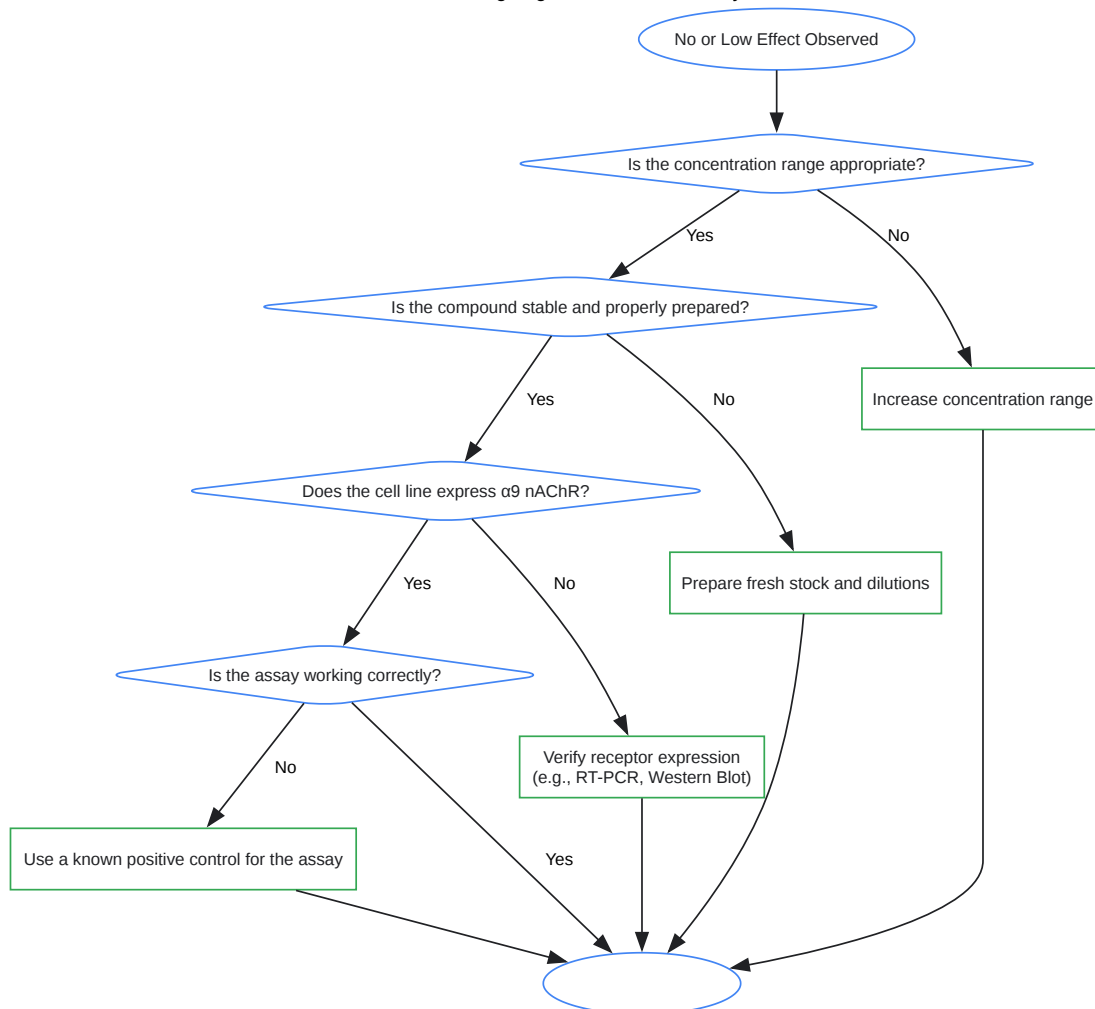 No or Low Effect Observed
Is the concentration range appropriate?
Yes
No
Is the compound stable and properly prepared?
Yes
No
Increase concentration range
Does the cell line express α9 nAChR?
Yes
No
Prepare fresh stock and dilutions
Is the assay working correctly?
No
Yes
Verify receptor expression
(e.g., RT-PCR, Western Blot)
Use a known positive control for the assay